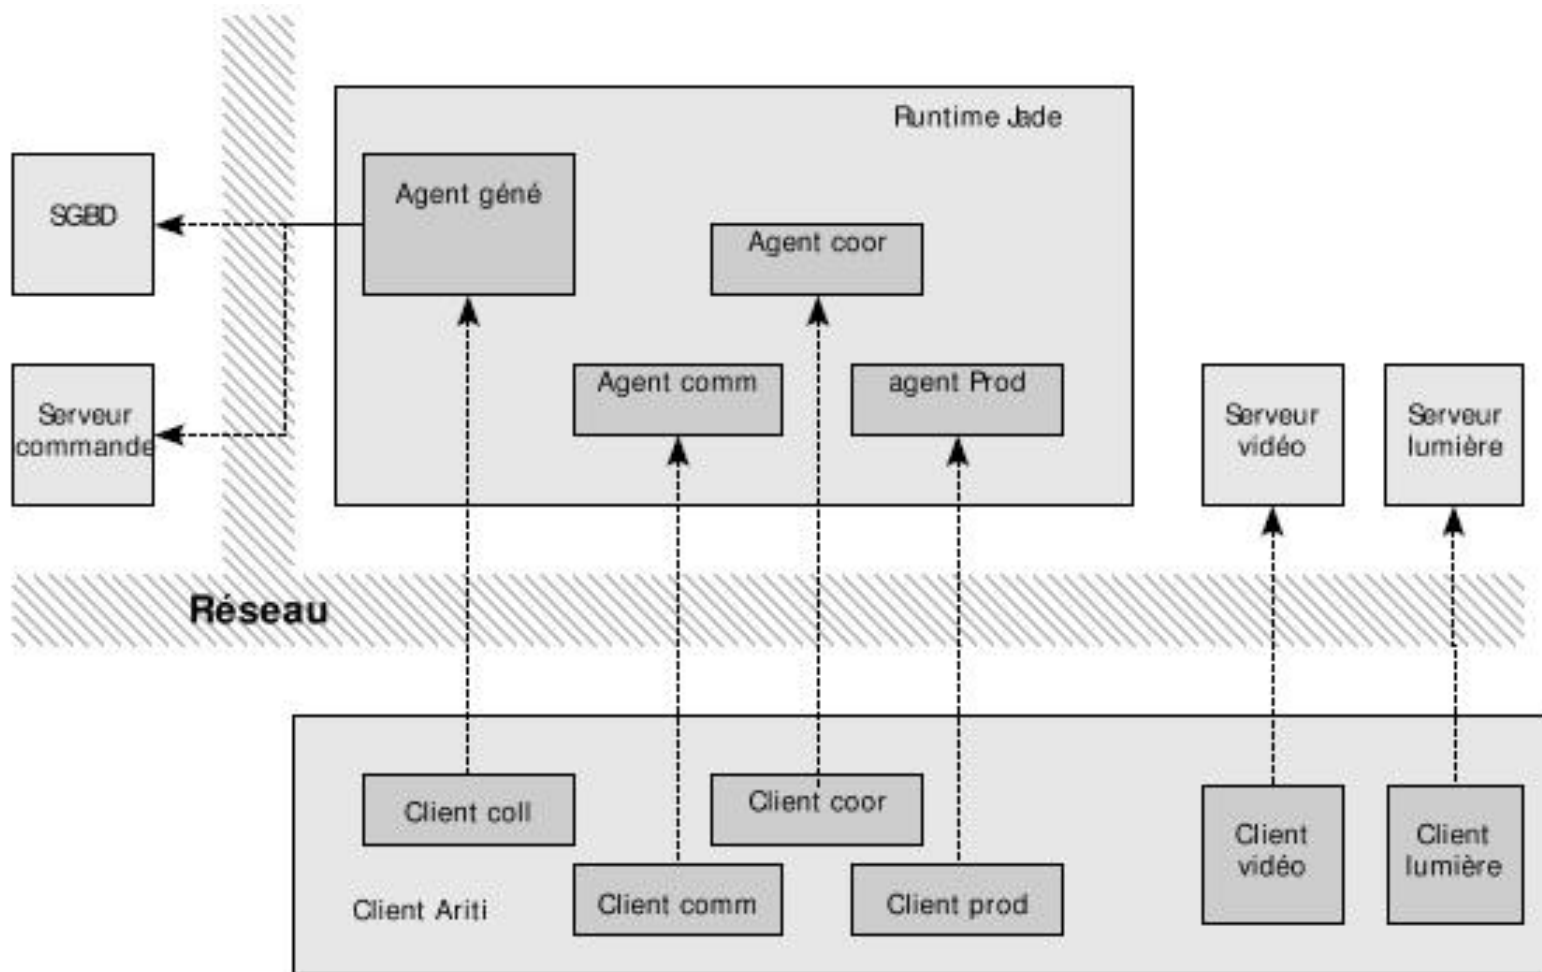 Runtime Jade
Agent géné
SGBD
Agent coor
Agent comm
agent Prod
Serveur
commande
Serveur
vidéo
Serveur
lumière
Réseau
Client coll
Client coor
Client
vidéo
Client
lumière
Client Ariti
Client comm
Client prod